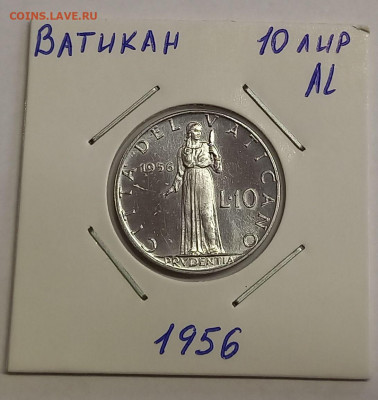 COINS.LAVE.RU
ВАТИКАН 10 ЛИР
AL
CITTA DEL VATICANO
1956
L.10
PRVDENTIA
1956